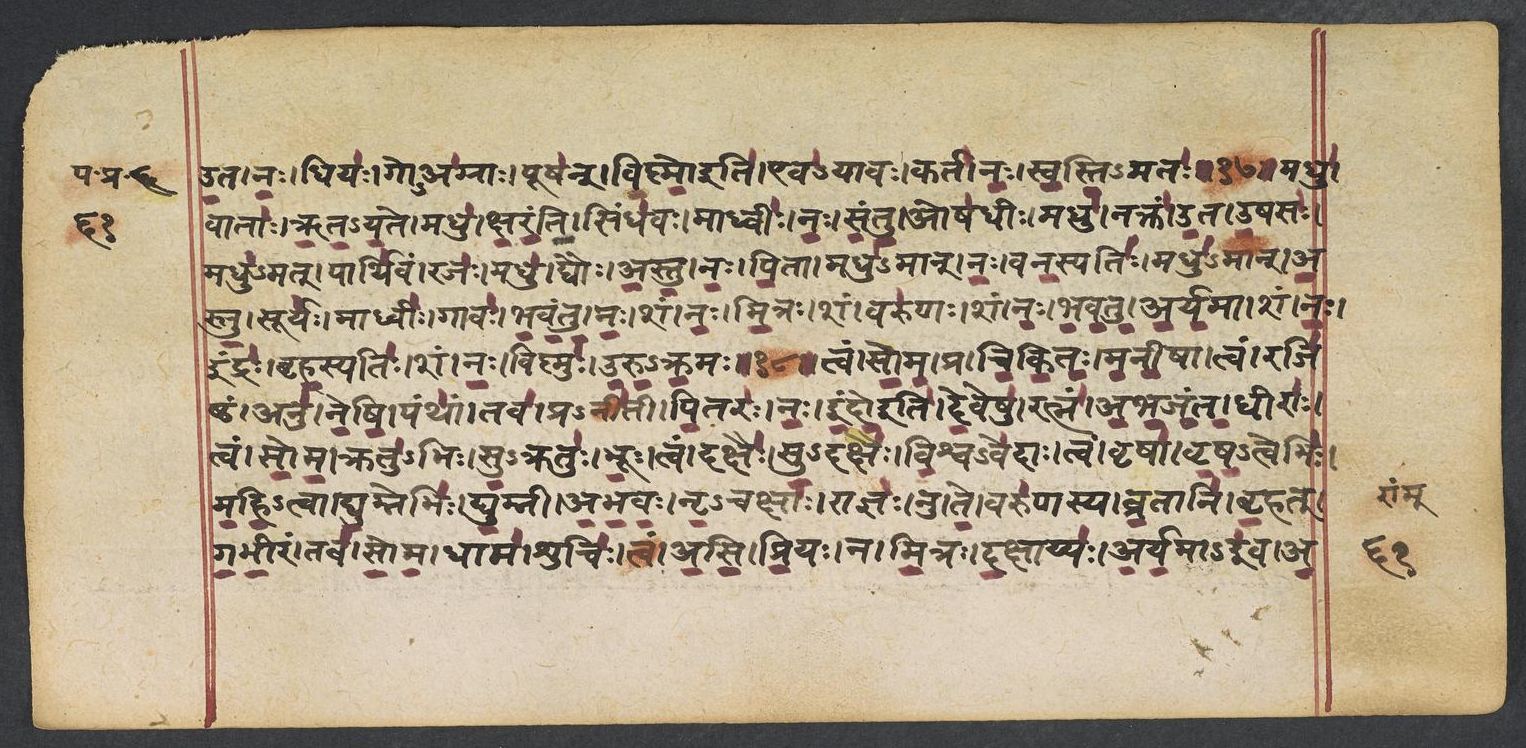 प॰प्र॰६
६१
उत।नः।धियः।गोऽअग्राः।पूषन्।विष्णोइति।एवऽयावः।कर्त।नः।स्वस्तिऽमतः॥१७॥मधु।
वाताः।ऋतऽयते।मधु।क्षरंति।सिंधवः।माध्वीः।नः।संतु।ओषधीः।मधु।नक्तं।उत।उषसः।
मधुऽमत्।पार्थिवं।रजः।मधु।द्यौः।अस्तु।नः।पिता।मधुऽमान्।नः।वनस्पतिः।मधुऽमान्।अ
स्तु।सूर्यः।माध्वीः।गावः।भवंतु।नः।शं।नः।मित्रः।शं।वरुणः।शं।नः।भवतु।अर्यमा।शं।नः।
इंद्रः।बृहस्पतिः।शं।नः।विष्णुः।उरुऽक्रमः॥१८॥त्वं।सोम।प्र।चिकितः।मनीषा।त्वं।रजि
ष्टं।अनु।नेषि।पंथां।तव।प्रऽनीती।पितरः।नः।इंदोइति।देवेषु।रत्नं।अभजंत।धीराः।
त्वं।सोम।क्रतुऽभिः।सुऽक्रतुः।भूः।त्वं।दक्षैः।सुऽदक्षः।विश्वऽवेदाः।त्वं।वृषा।वृषऽत्वेभिः।
महिऽत्वा।द्युम्नेभिः।द्युम्नी।अभवः।नृऽचक्षाः।राज्ञः।नु।ते।वरुणस्य।व्रतानि।बृहत्।
गभीरं।तव।सोम।धाम।शुचिः।त्वं।असि।प्रियः।न।मित्रः।दक्षाय्यः।अर्यमाऽइव।अ
६१